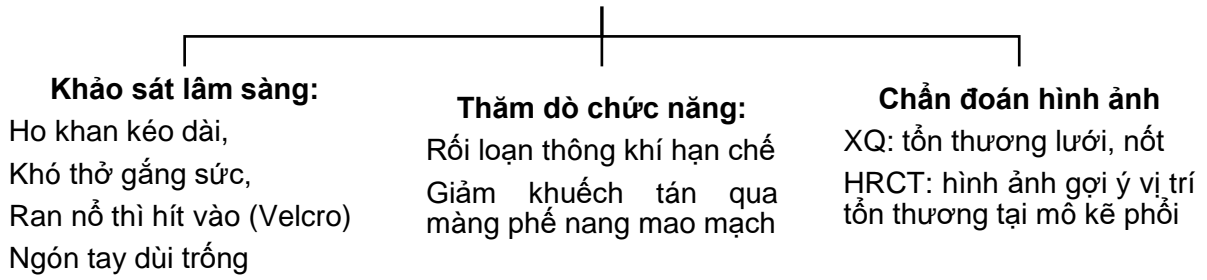 Khảo sát lâm sàng:
Ho khan kéo dài,
Khó thở gắng sức,
Ran nổ thì hít vào (Velcro)
Ngón tay dùi trống
Thăm dò chức năng:
Rối loạn thông khí hạn chế
Giảm khuếch tán qua
màng phế nang mao mạch
Chẩn đoán hình ảnh
XQ: tổn thương lưới, nốt
HRCT: hình ảnh gợi ý vị trí
tổn thương tại mô kẽ phổi